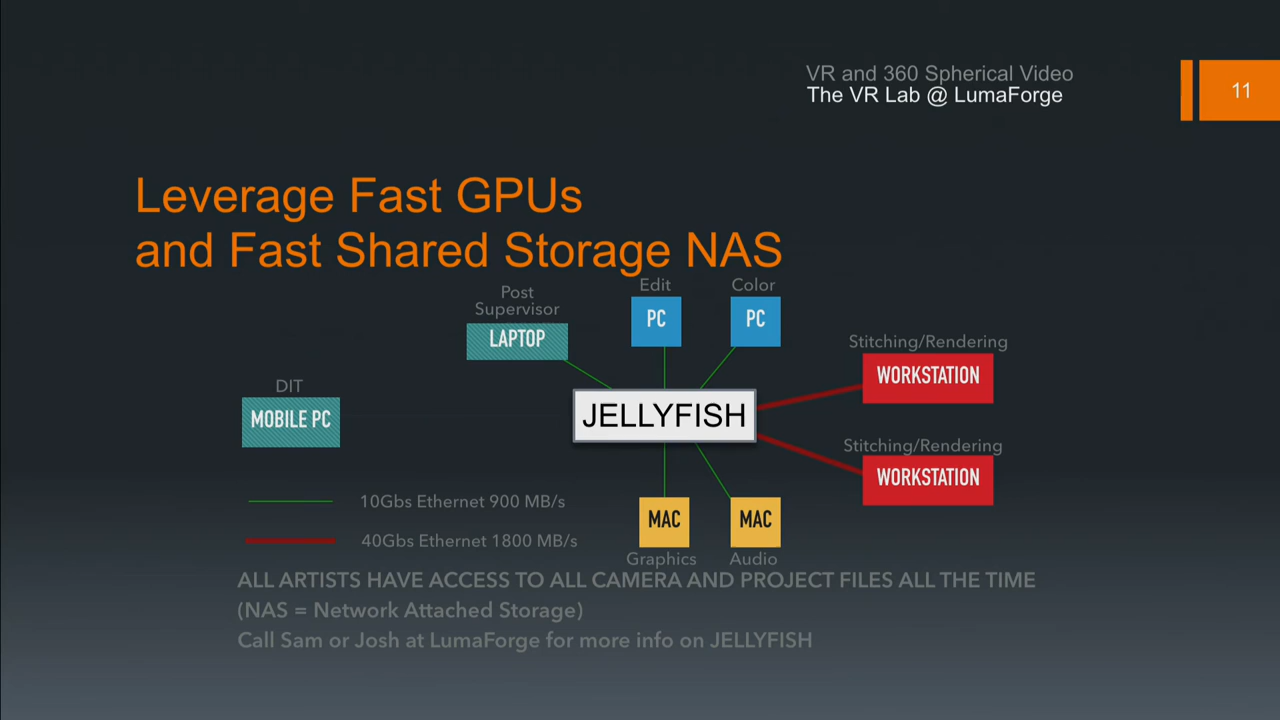 VR and 360 Spherical Video
The VR Lab @ LumaForge
11
Leverage Fast GPUs
and Fast Shared Storage NAS
Post
Supervisor
LAPTOP
Edit
PC
Color
PC
Stitching/Rendering
WORKSTATION
DIT
MOBILE PC
JELLYFISH
Stitching/Rendering
WORKSTATION
10Gbs Ethernet 900 MB/s
40Gbs Ethernet 1800 MB/s
MAC
Graphics
MAC
Audio
ALL ARTISTS HAVE ACCESS TO ALL CAMERA AND PROJECT FILES ALL THE TIME
(NAS = Network Attached Storage)
Call Sam or Josh at LumaForge for more info on JELLYFISH